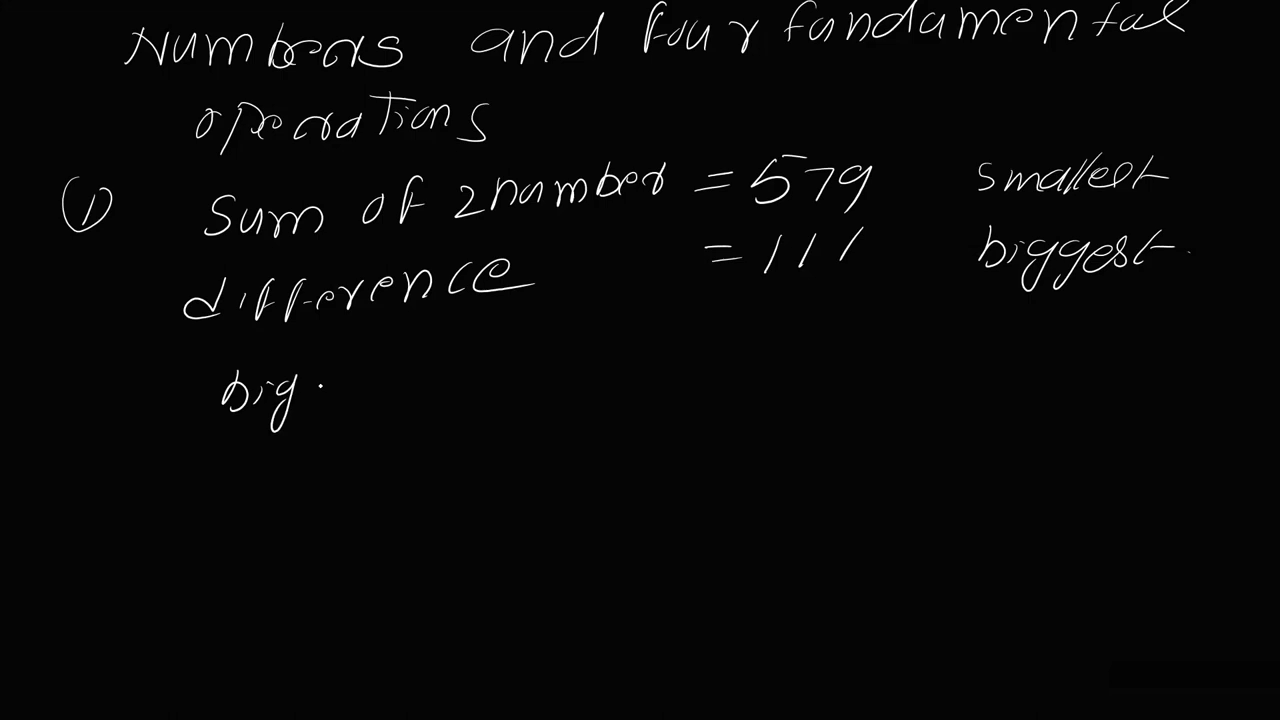 Numbers and four fundamental
operations
① Sum of 2 number = 579 smallest
difference = 111 biggest
big